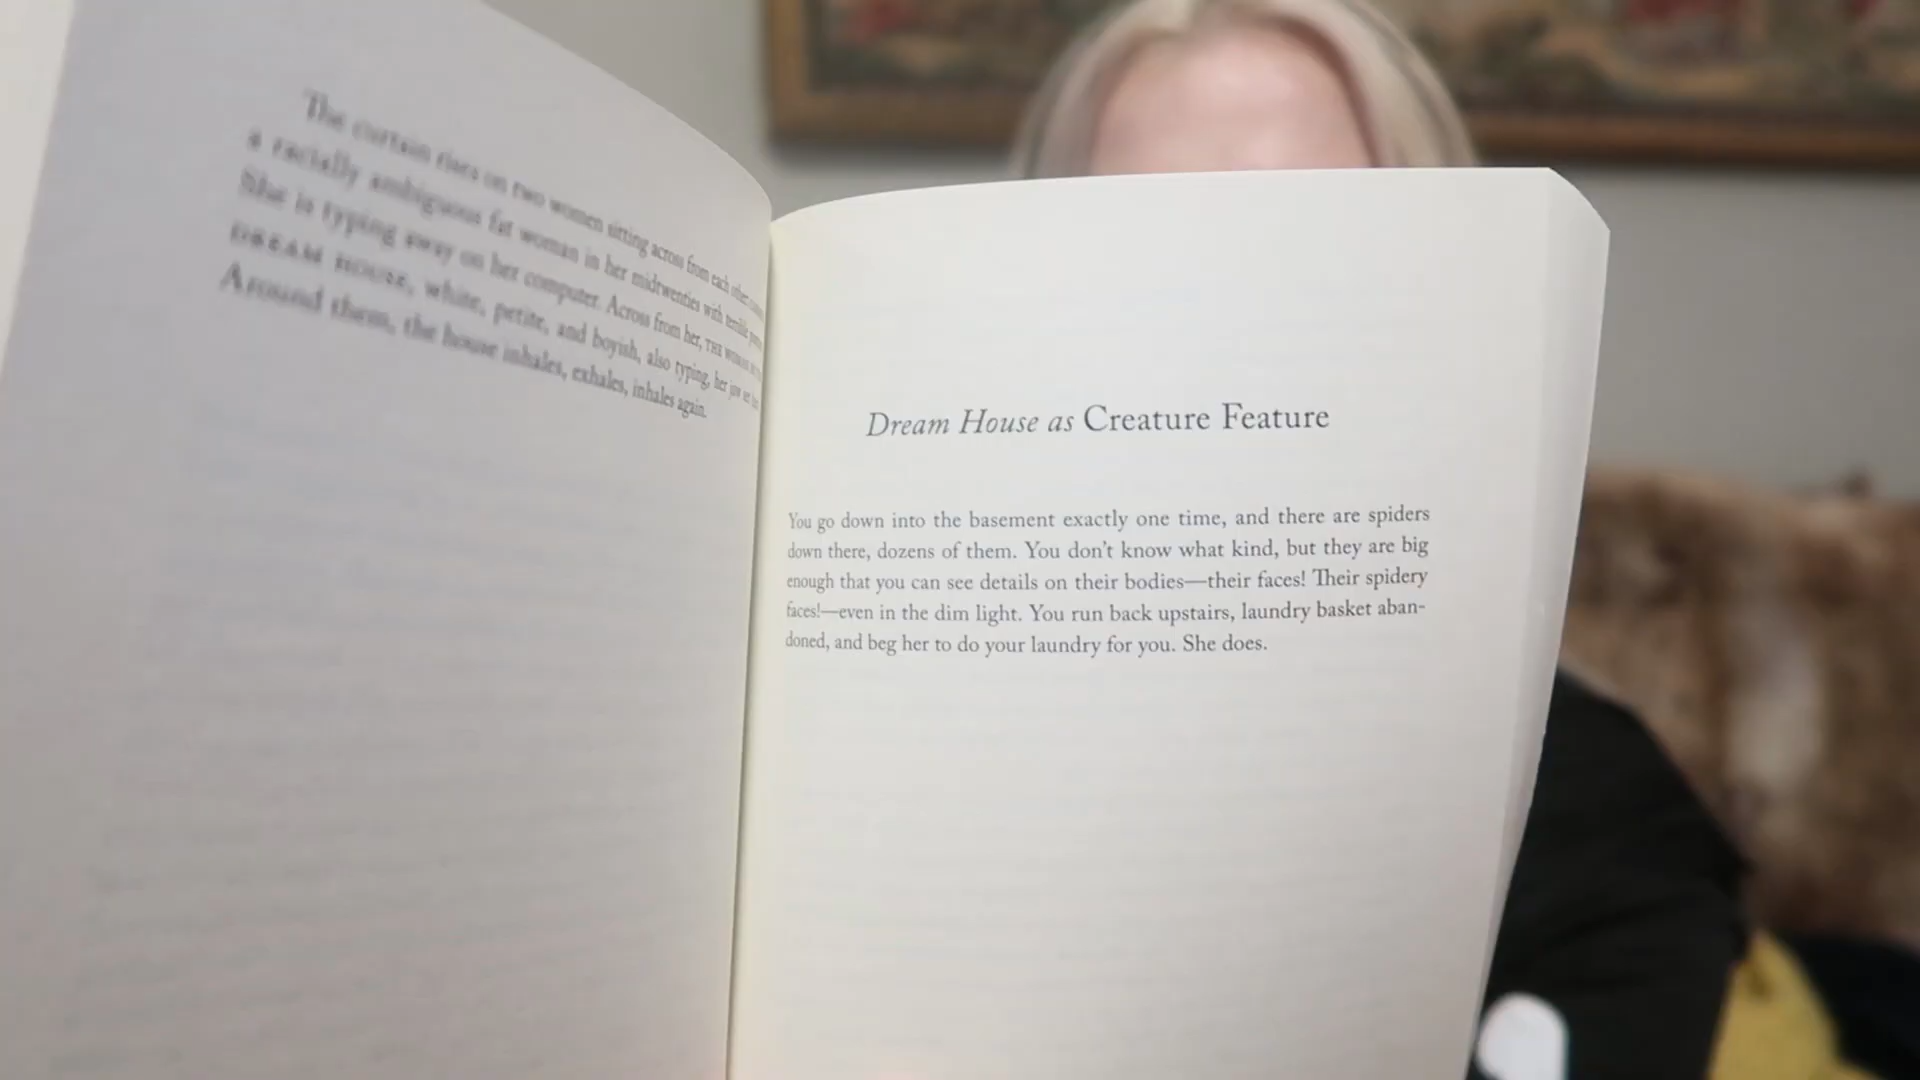 The curtain rises on two women sitting across from each other
a racially ambiguous fat woman in her midtwenties with terrible
She is typing away on her computer. Across from her, THE WOMAN
DREAM HOUSE, white, petite, and boyish, also typing, her jaw set
Around them, the house inhales, exhales, inhales again.
Dream House as Creature Feature
You go down into the basement exactly one time, and there are spiders
down there, dozens of them. You don’t know what kind, but they are big
enough that you can see details on their bodies—their faces! Their spidery
faces!—even in the dim light. You run back upstairs, laundry basket aban-
doned, and beg her to do your laundry for you. She does.